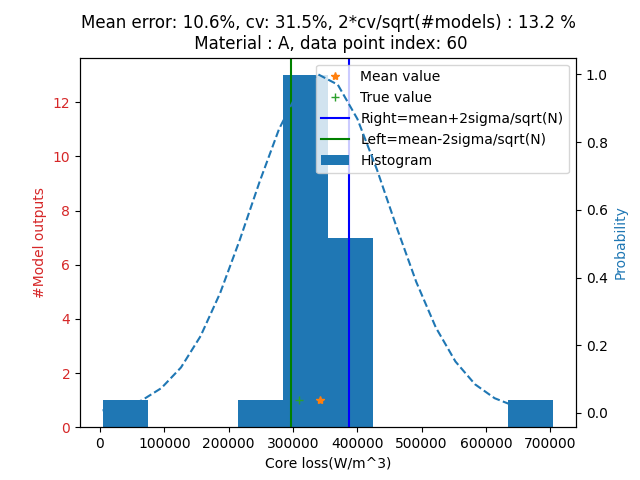 Mean error: 10.6%, cv: 31.5%, 2*cv/sqrt(#models) : 13.2 %
Material : A, data point index: 60
Mean value
True value
Right=mean+2sigma/sqrt(N)
Left=mean-2sigma/sqrt(N)
Histogram
#Model outputs
12
10
8
6
4
2
0
1.0
0.8
0.6
0.4
0.2
0.0
Probability
0 100000 200000 300000 400000 500000 600000 700000
Core loss(W/m^3)